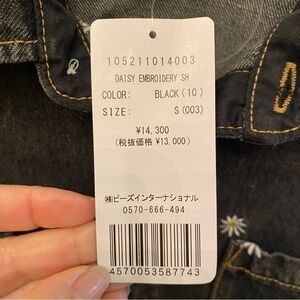 105211014003
DAISY EMBROIDERY SH
COLOR: BLACK(10)
SIZE: S(003)
¥14,300
(税抜価格 ¥13,000)
㈱ビーズインターナショナル
0570-666-494
4570053587743